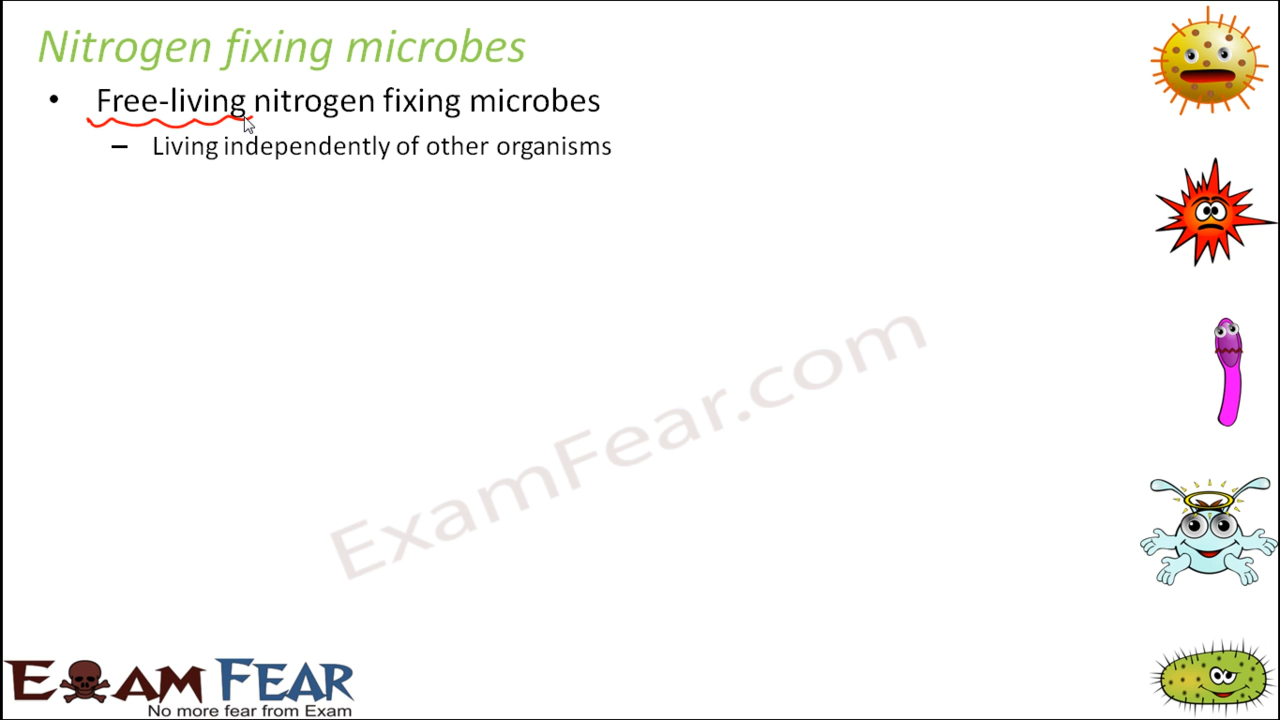 Nitrogen fixing microbes
• Free-living nitrogen fixing microbes
– Living independently of other organisms
ExamFear.com
EXAM FEAR
No more fear from Exam